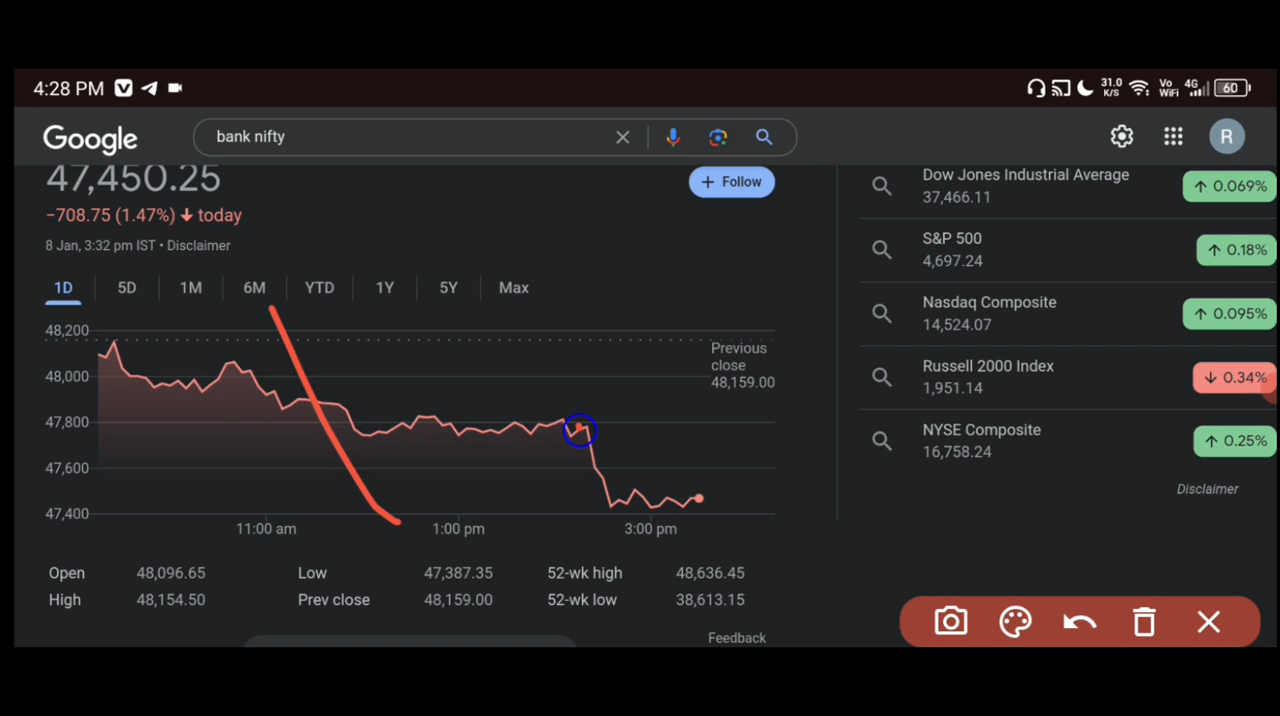 4:28 PM
31.0 K/S
Vo WiFi 4G 60
Google bank nifty R
47,450.25
+ Follow
−708.75 (1.47%) ↓ today
8 Jan, 3:32 pm IST • Disclaimer
1D 5D 1M 6M YTD 1Y 5Y Max
48,200
48,000
47,800
47,600
47,400
Previous
close
48,159.00
11:00 am 1:00 pm 3:00 pm
Open 48,096.65 Low 47,387.35 52-wk high 48,636.45
High 48,154.50 Prev close 48,159.00 52-wk low 38,613.15
Feedback
Dow Jones Industrial Average
37,466.11 ↑ 0.069%
S&P 500
4,697.24 ↑ 0.18%
Nasdaq Composite
14,524.07 ↑ 0.095%
Russell 2000 Index
1,951.14 ↓ 0.34%
NYSE Composite
16,758.24 ↑ 0.25%
Disclaimer